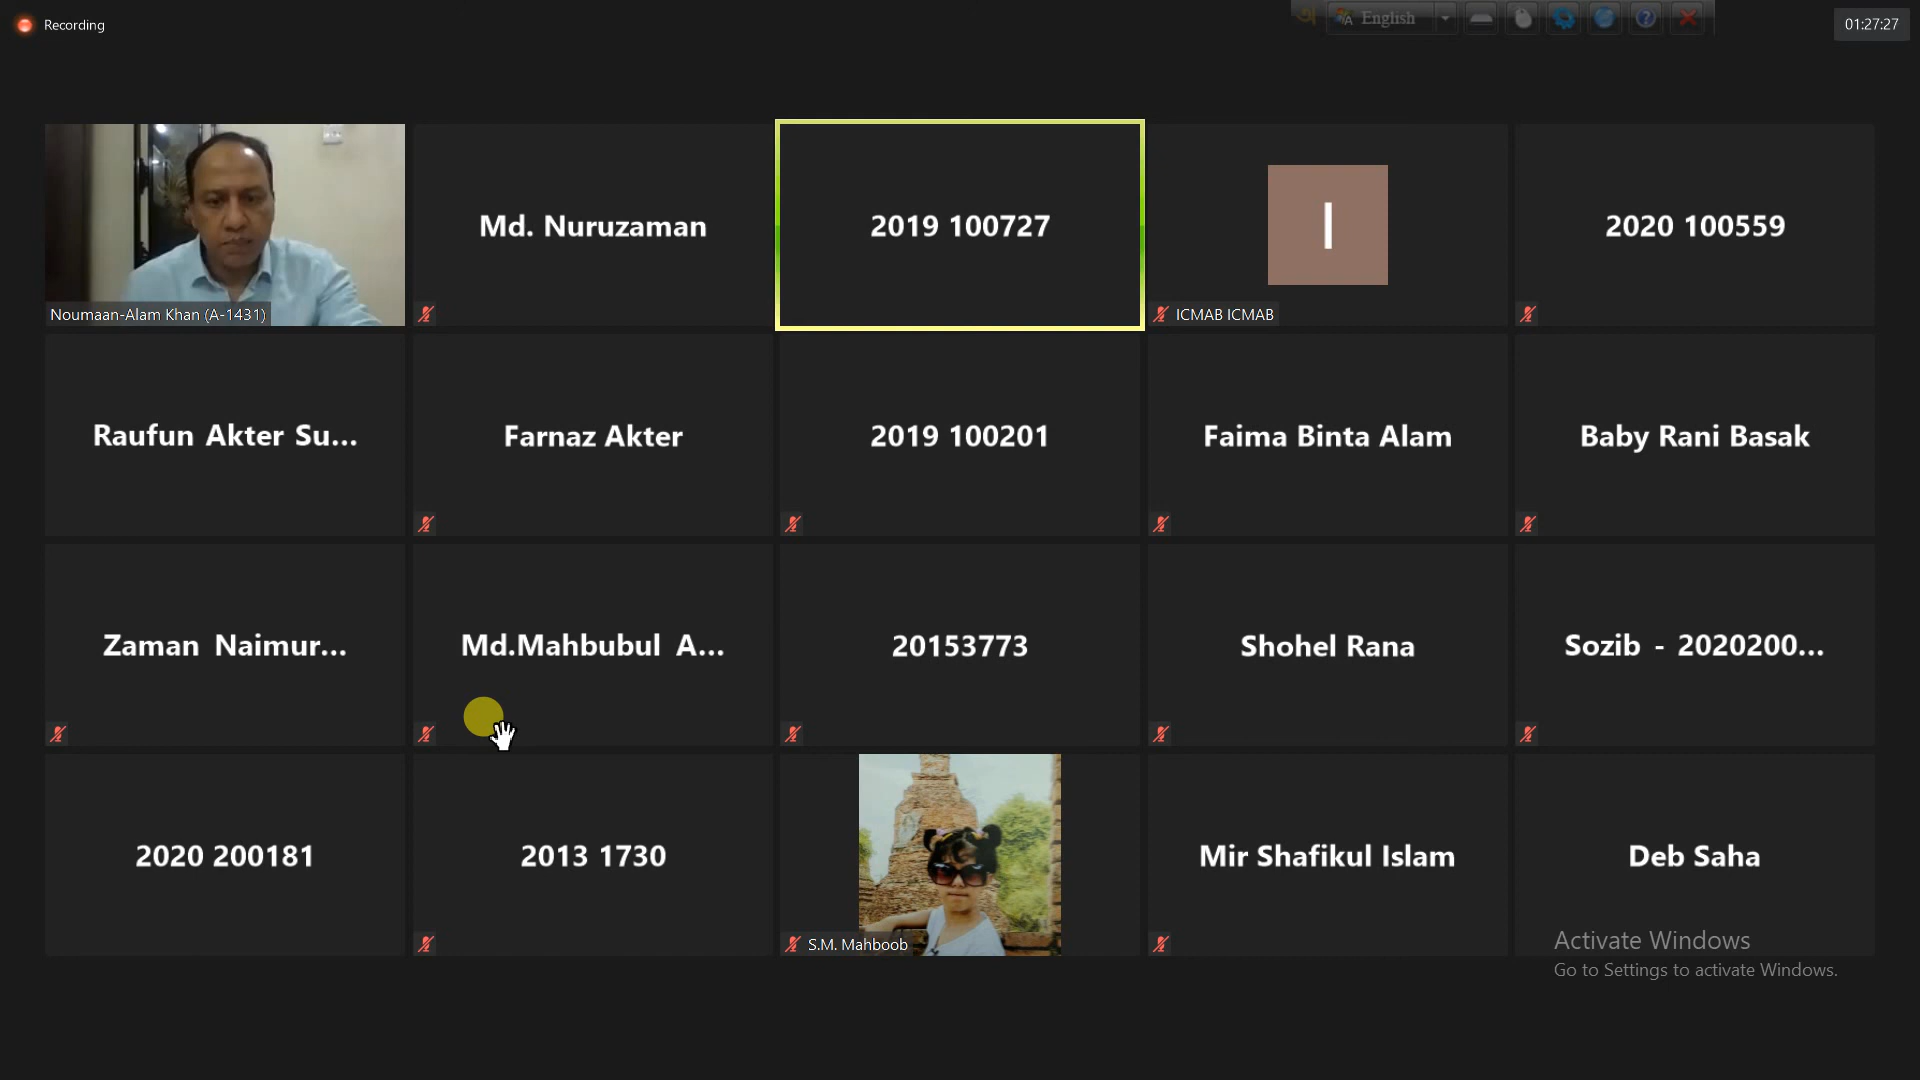 Recording
English
01:27:27
Noumaan-Alam Khan (A-1431)
Md. Nuruzaman
2019 100727
I
ICMAB ICMAB
2020 100559
Raufun Akter Su...
Farnaz Akter
2019 100201
Faima Binta Alam
Baby Rani Basak
Zaman Naimur...
Md.Mahbubul A...
20153773
Shohel Rana
Sozib - 2020200...
2020 200181
2013 1730
S.M. Mahboob
Mir Shafikul Islam
Deb Saha
Activate Windows
Go to Settings to activate Windows.